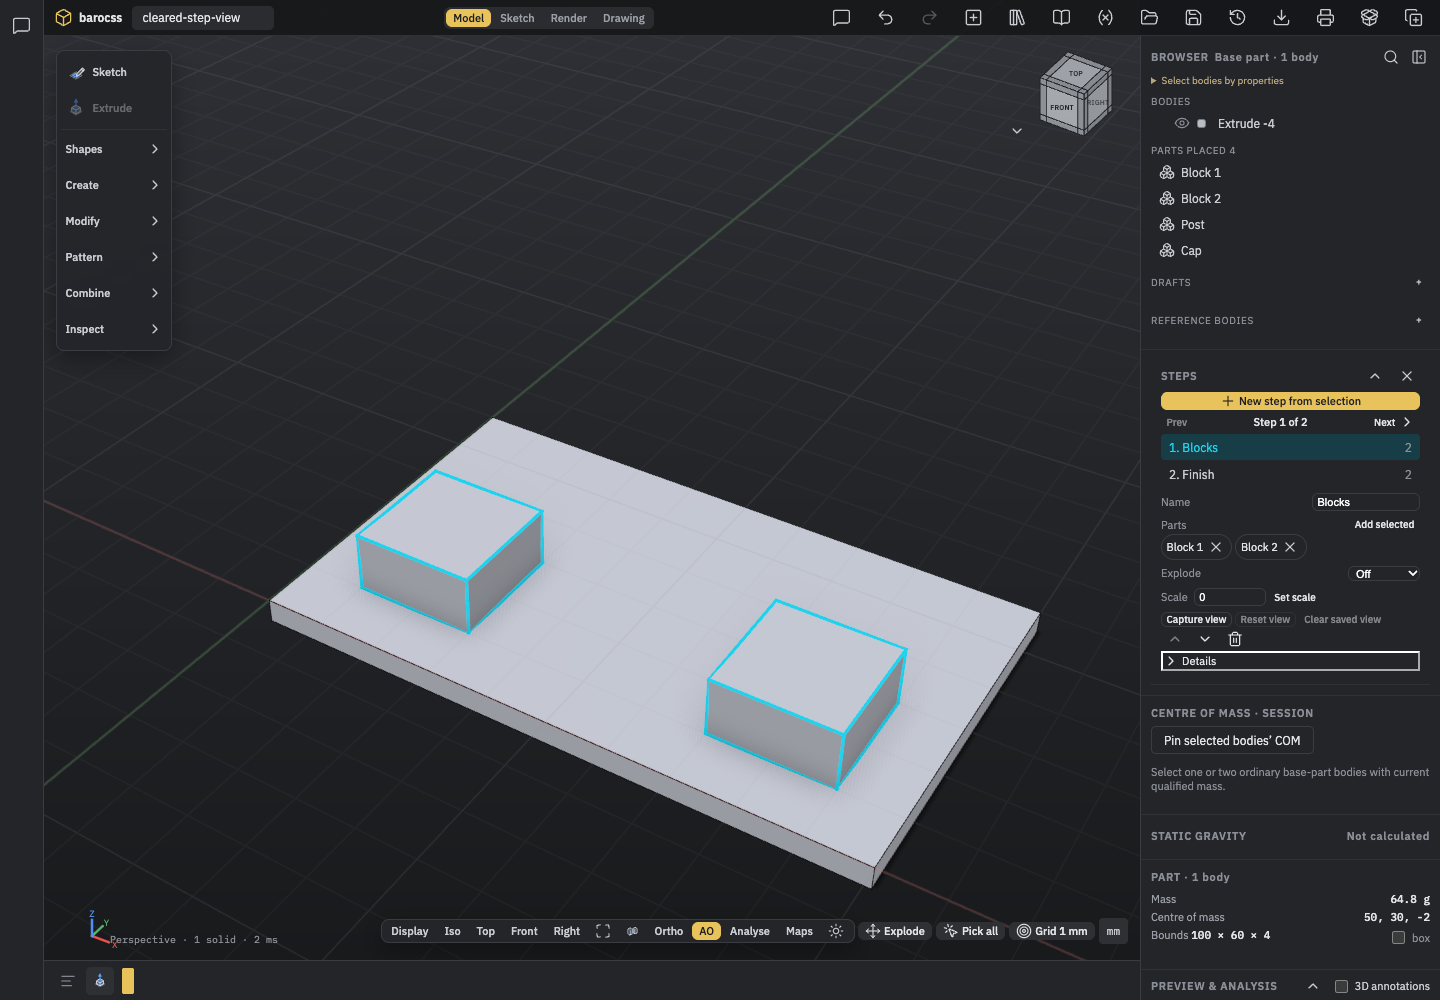 barocss
cleared-step-view
Model Sketch Render Drawing
Sketch
Extrude
Shapes
Create
Modify
Pattern
Combine
Inspect
TOP
FRONT
RIGHT
BROWSER Base part · 1 body
Select bodies by properties
BODIES
Extrude -4
PARTS PLACED 4
Block 1
Block 2
Post
Cap
DRAFTS +
REFERENCE BODIES +
STEPS
New step from selection
Prev Step 1 of 2 Next
1. Blocks 2
2. Finish 2
Name Blocks
Parts Add selected
Block 1 Block 2
Explode Off
Scale 0 Set scale
Capture view Reset view Clear saved view
Details
CENTRE OF MASS · SESSION
Pin selected bodies’ COM
Select one or two ordinary base-part bodies with current
qualified mass.
STATIC GRAVITY Not calculated
PART · 1 body
Mass 64.8 g
Centre of mass 50, 30, -2
Bounds 100 × 60 × 4 box
PREVIEW & ANALYSIS 3D annotations
Z
Y
X
Perspective · 1 solid · 2 ms
Display Iso Top Front Right Ortho AO Analyse Maps Explode Pick all Grid 1 mm mm